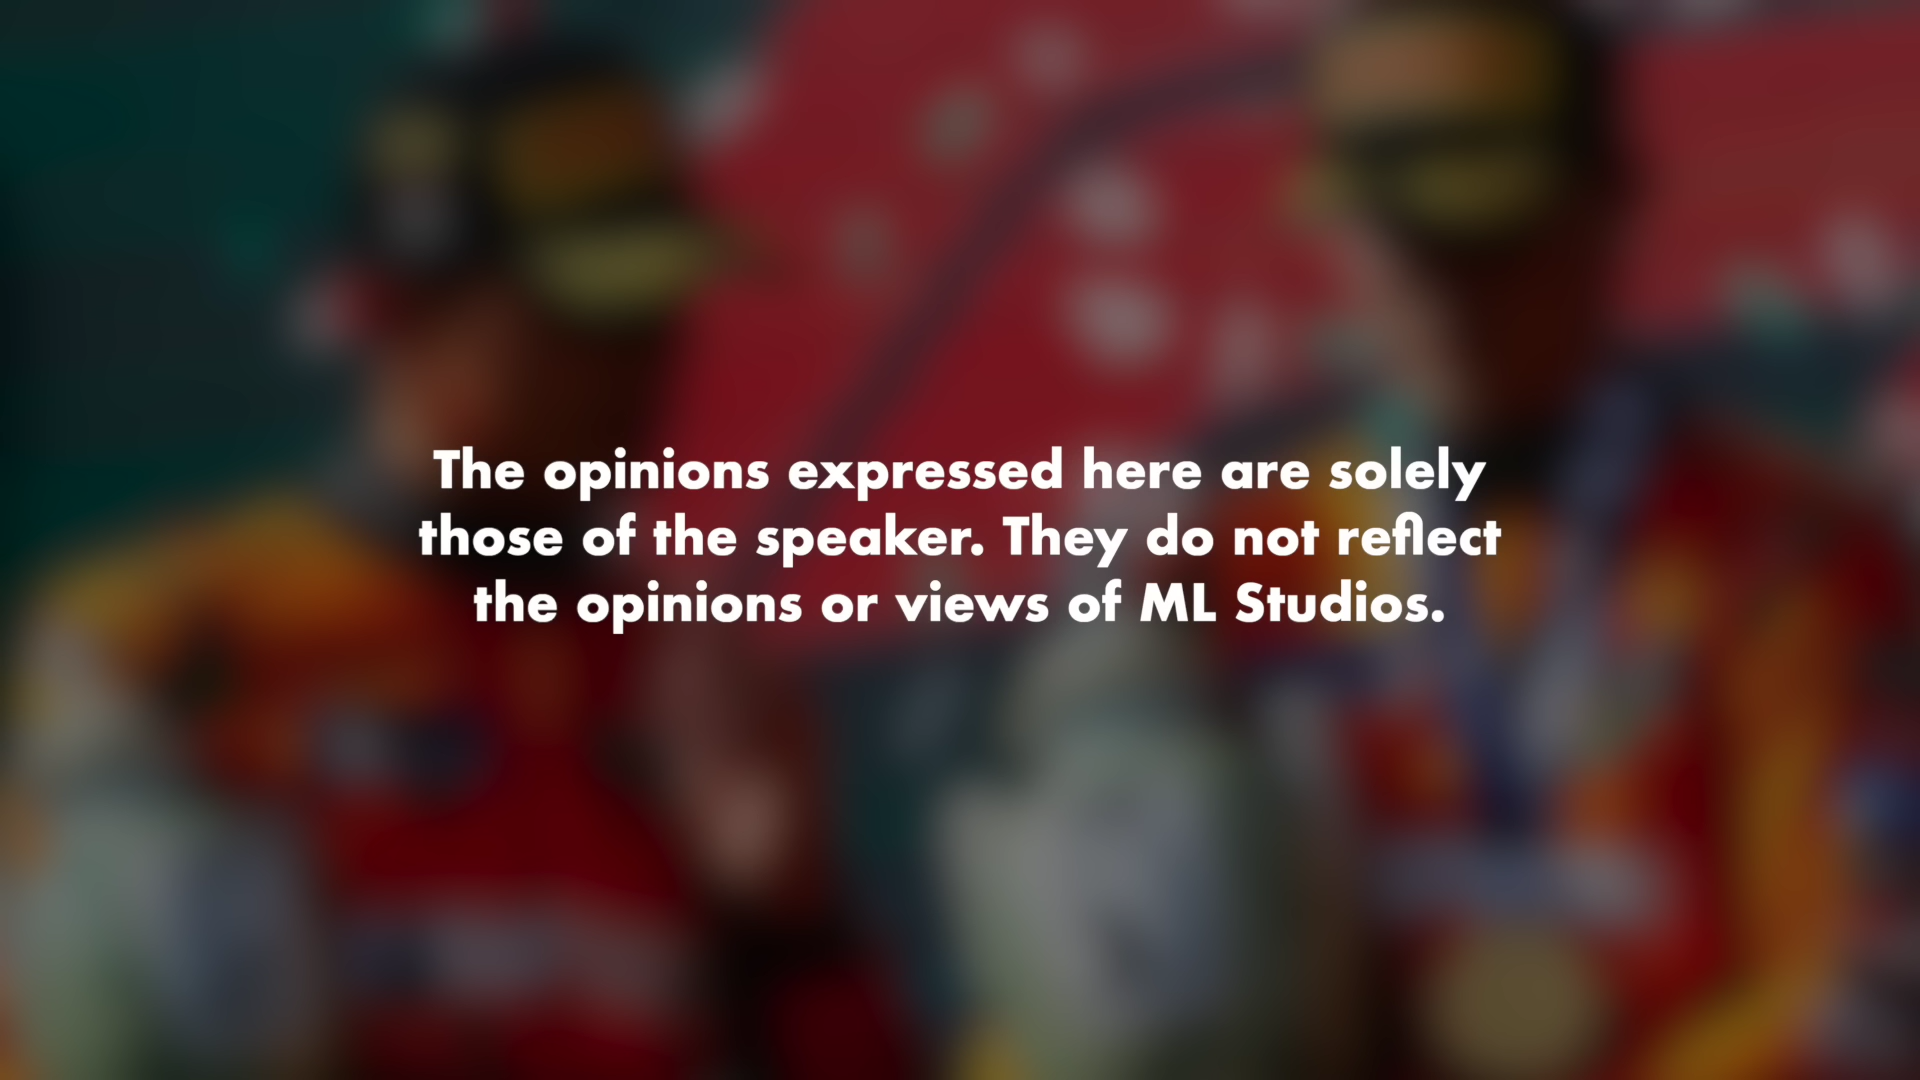 The opinions expressed here are solely
those of the speaker. They do not reflect
the opinions or views of ML Studios.